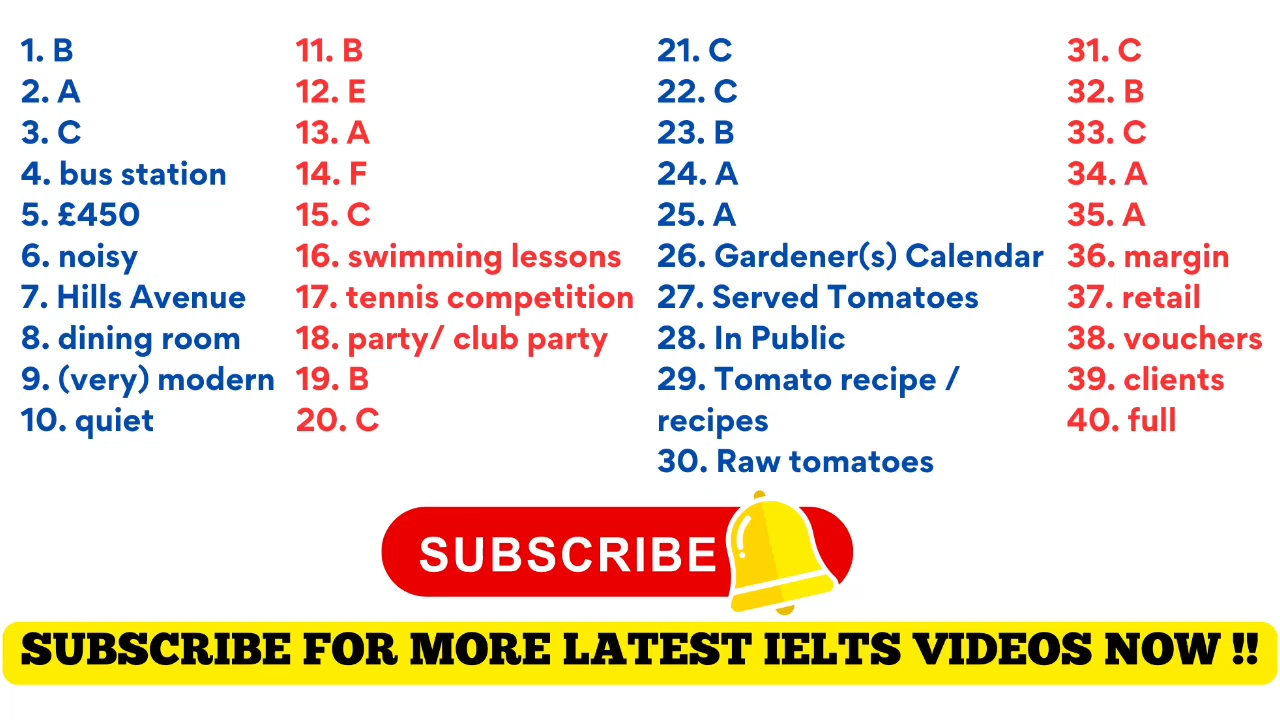 1. B
2. A
3. C
4. bus station
5. £450
6. noisy
7. Hills Avenue
8. dining room
9. (very) modern
10. quiet
11. B
12. E
13. A
14. F
15. C
16. swimming lessons
17. tennis competition
18. party/ club party
19. B
20. C
21. C
22. C
23. B
24. A
25. A
26. Gardener(s) Calendar
27. Served Tomatoes
28. In Public
29. Tomato recipe /
recipes
30. Raw tomatoes
31. C
32. B
33. C
34. A
35. A
36. margin
37. retail
38. vouchers
39. clients
40. full
SUBSCRIBE
SUBSCRIBE FOR MORE LATEST IELTS VIDEOS NOW !!